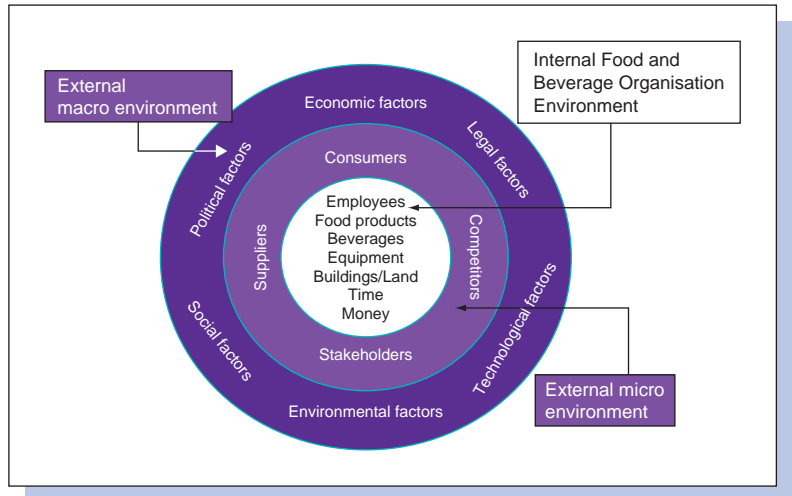 External
macro environment
Internal Food and
Beverage Organisation
Environment
Economic factors
Legal factors
Political factors
Consumers
Suppliers
Competitors
Employees
Food products
Beverages
Equipment
Buildings/Land
Time
Money
Stakeholders
Social factors
Technological factors
Environmental factors
External micro
environment